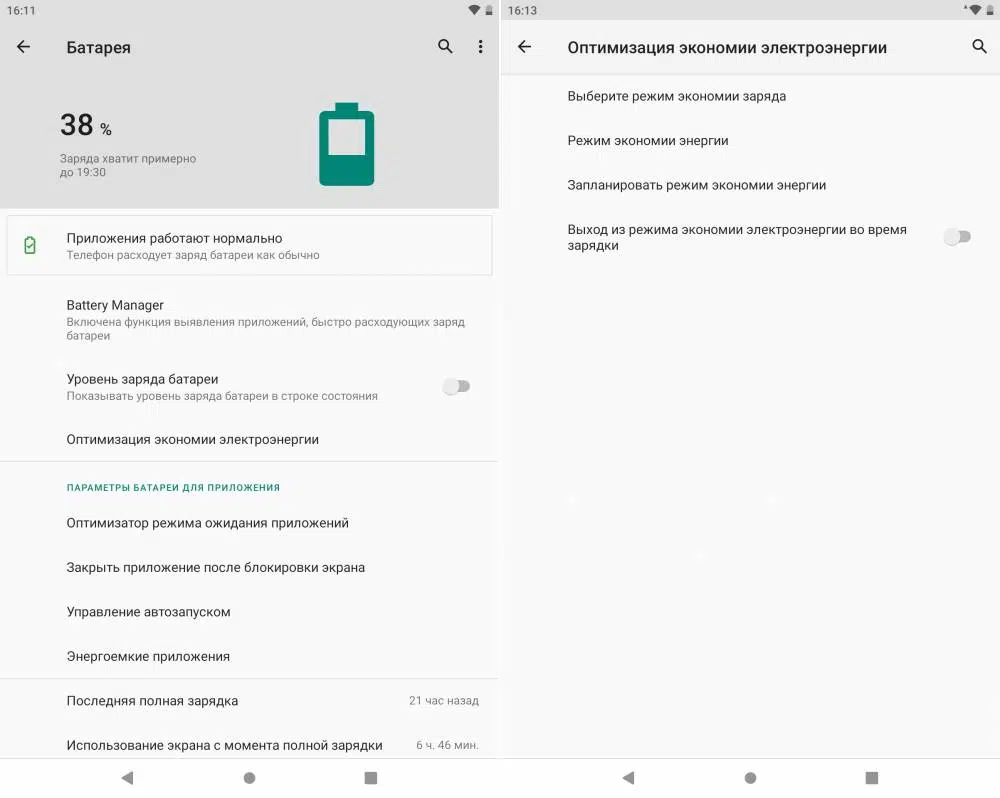 16:11
Батарея
38 %
Заряда хватит примерно
до 19:30
Приложения работают нормально
Телефон расходует заряд батареи как обычно
Battery Manager
Включена функция выявления приложений, быстро расходующих заряд
батареи
Уровень заряда батареи
Показывать уровень заряда батареи в строке состояния
Оптимизация экономии электроэнергии
ПАРАМЕТРЫ БАТАРЕИ ДЛЯ ПРИЛОЖЕНИЯ
Оптимизатор режима ожидания приложений
Закрыть приложение после блокировки экрана
Управление автозапуском
Энергоемкие приложения
Последняя полная зарядка 21 час назад
Использование экрана с момента полной зарядки 6 ч. 46 мин.
16:13
Оптимизация экономии электроэнергии
Выберите режим экономии заряда
Режим экономии энергии
Запланировать режим экономии энергии
Выход из режима экономии электроэнергии во время
зарядки